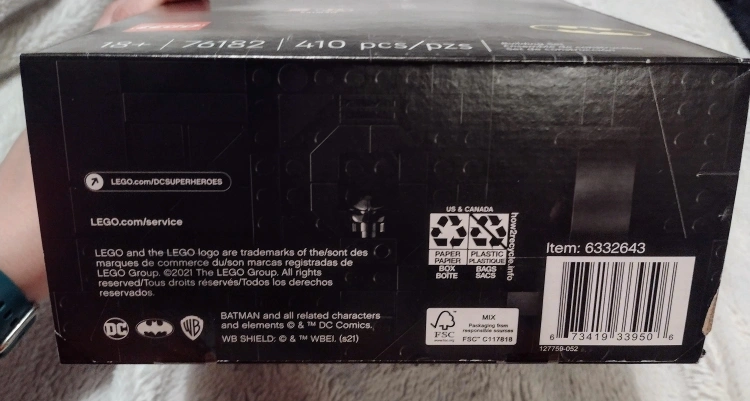 18+ | 76182 | 410 pcs/pzs |
LEGO.com/DCSUPERHEROES
LEGO.com/service
LEGO and the LEGO logo are trademarks of the/sont des
marques de commerce du/son marcas registradas de
LEGO Group. ©2021 The LEGO Group. All rights
reserved/Tous droits réservés/Todos los derechos
reservados.
DC
WB
BATMAN and all related characters
and elements © & ™ DC Comics.
WB SHIELD: © & ™ WBEI. (s21)
US & CANADA
PAPER
PAPIER
BOX
BOÎTE
PLASTIC
PLASTIQUE
BAGS
SACS
how2recycle.info
FSC
MIX
Packaging from
responsible sources
FSC™ C117818
Item: 6332643
6 73419 33950 6
127759-052